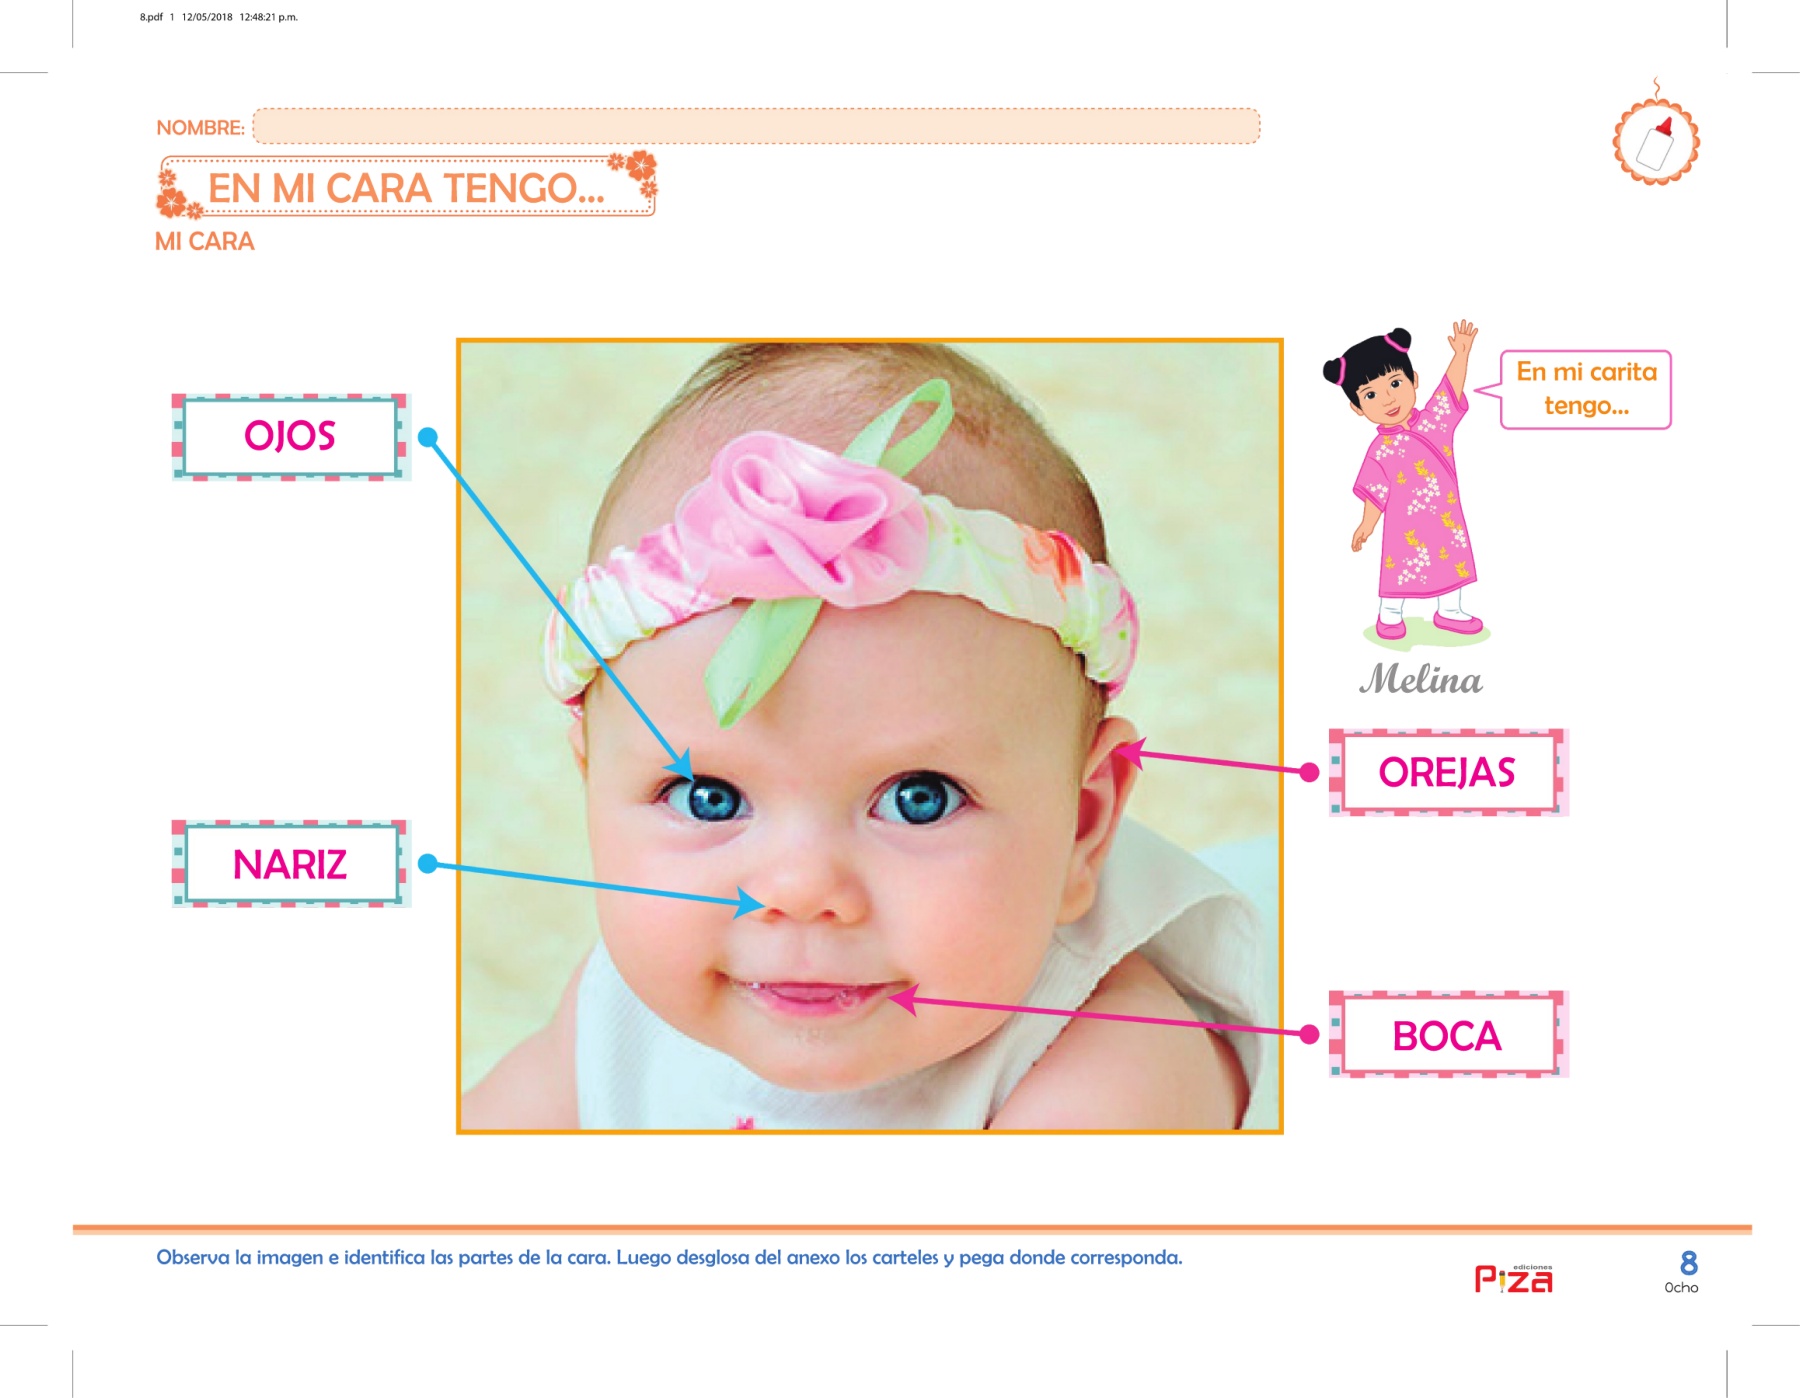 8.pdf 1 12/05/2018 12:48:21 p.m.
NOMBRE:
EN MI CARA TENGO...
MI CARA
En mi carita
tengo...
OJOS
Melina
OREJAS
NARIZ
BOCA
Observa la imagen e identifica las partes de la cara. Luego desglosa del anexo los carteles y pega donde corresponda.
ediciones
Piza
8
Ocho